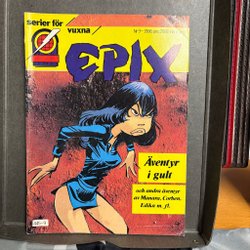 serier för
vuxna
EPIX
Äventyr
i gult
och andra äventyr
av Manara, Corben,
Edika m. fl.